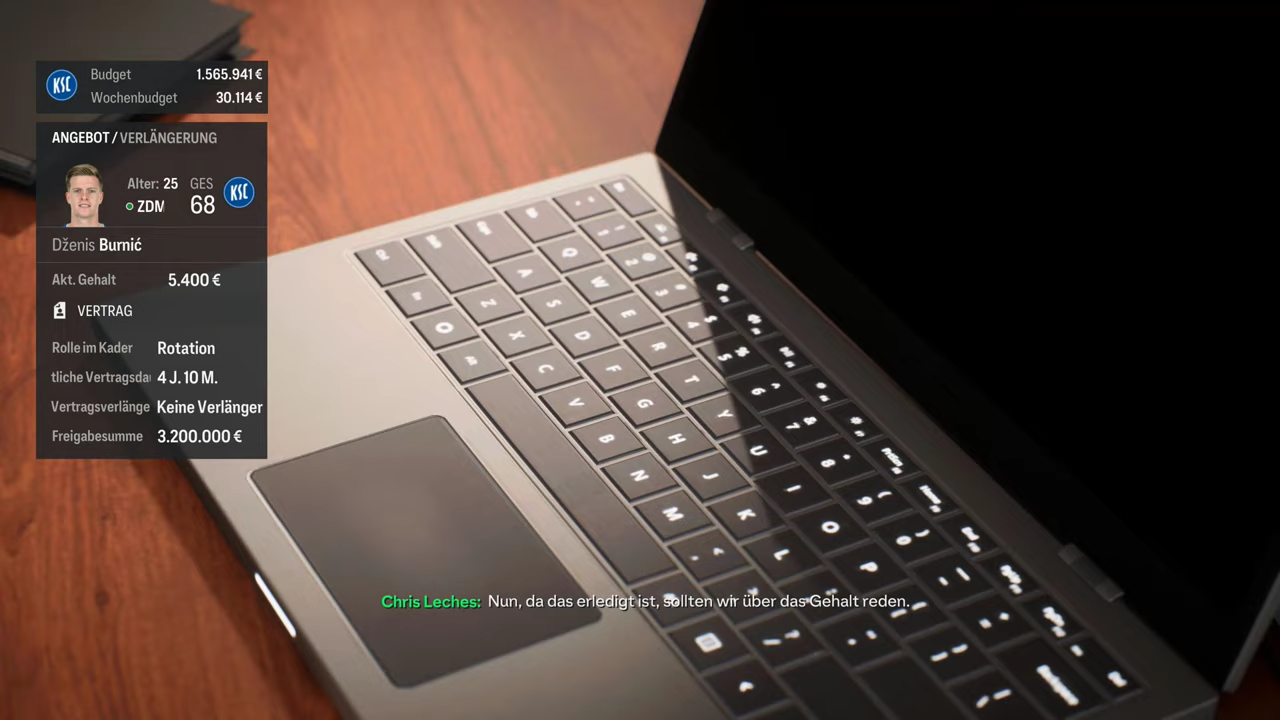 KSC
Budget 1.565.941 €
Wochenbudget 30.114 €
ANGEBOT / VERLÄNGERUNG
Alter: 25 GES
ZDM 68
KSC
Dženis Burnić
Akt. Gehalt 5.400 €
VERTRAG
Rolle im Kader Rotation
tliche Vertragsda 4 J. 10 M.
Vertragsverlänge Keine Verlänger
Freigabesumme 3.200.000 €
Q
A W
Z S E
X D R
C F T
V G Y
B H U
N J I
M K O
L P
Chris Leches: Nun, da das erledigt ist, sollten wir über das Gehalt reden.